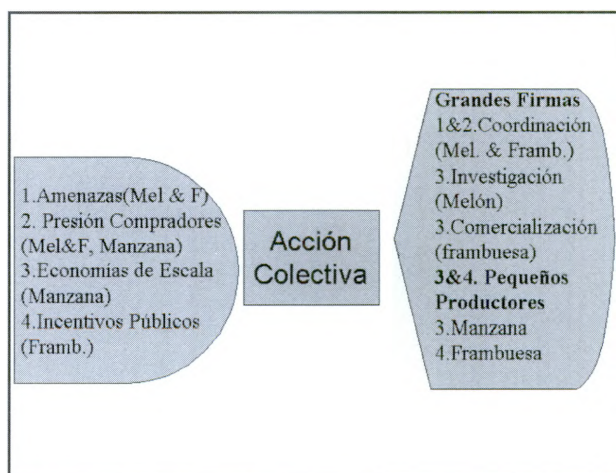 1.Amenazas(Mel & F)
2. Presión Compradores
(Mel&F, Manzana)
3.Economías de Escala
(Manzana)
4.Incentivos Públicos
(Framb.)
Acción
Colectiva
Grandes Firmas
1&2.Coordinación
(Mel. & Framb.)
3.Investigación
(Melón)
3.Comercialización
(frambuesa)
3&4. Pequeños
Productores
3.Manzana
4.Frambuesa